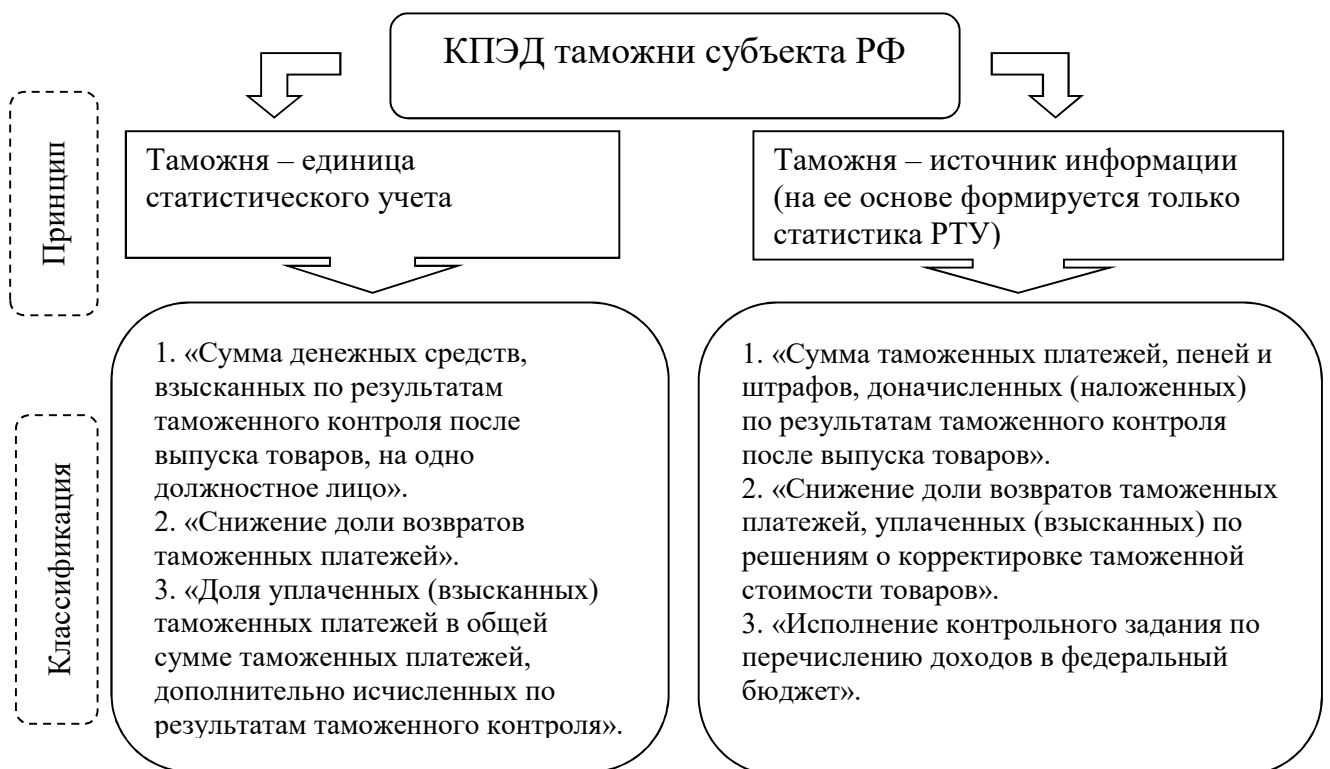 КПЭД таможни субъекта РФ
Принцип
Таможня – единица
статистического учета
Таможня – источник информации
(на ее основе формируется только
статистика РТУ)
Классификация
1. «Сумма денежных средств,
взысканных по результатам
таможенного контроля после
выпуска товаров, на одно
должностное лицо».
2. «Снижение доли возвратов
таможенных платежей».
3. «Доля уплаченных (взысканных)
таможенных платежей в общей
сумме таможенных платежей,
дополнительно исчисленных по
результатам таможенного контроля».
1. «Сумма таможенных платежей, пеней и
штрафов, доначисленных (наложенных)
по результатам таможенного контроля
после выпуска товаров».
2. «Снижение доли возвратов таможенных
платежей, уплаченных (взысканных) по
решениям о корректировке таможенной
стоимости товаров».
3. «Исполнение контрольного задания по
перечислению доходов в федеральный
бюджет».